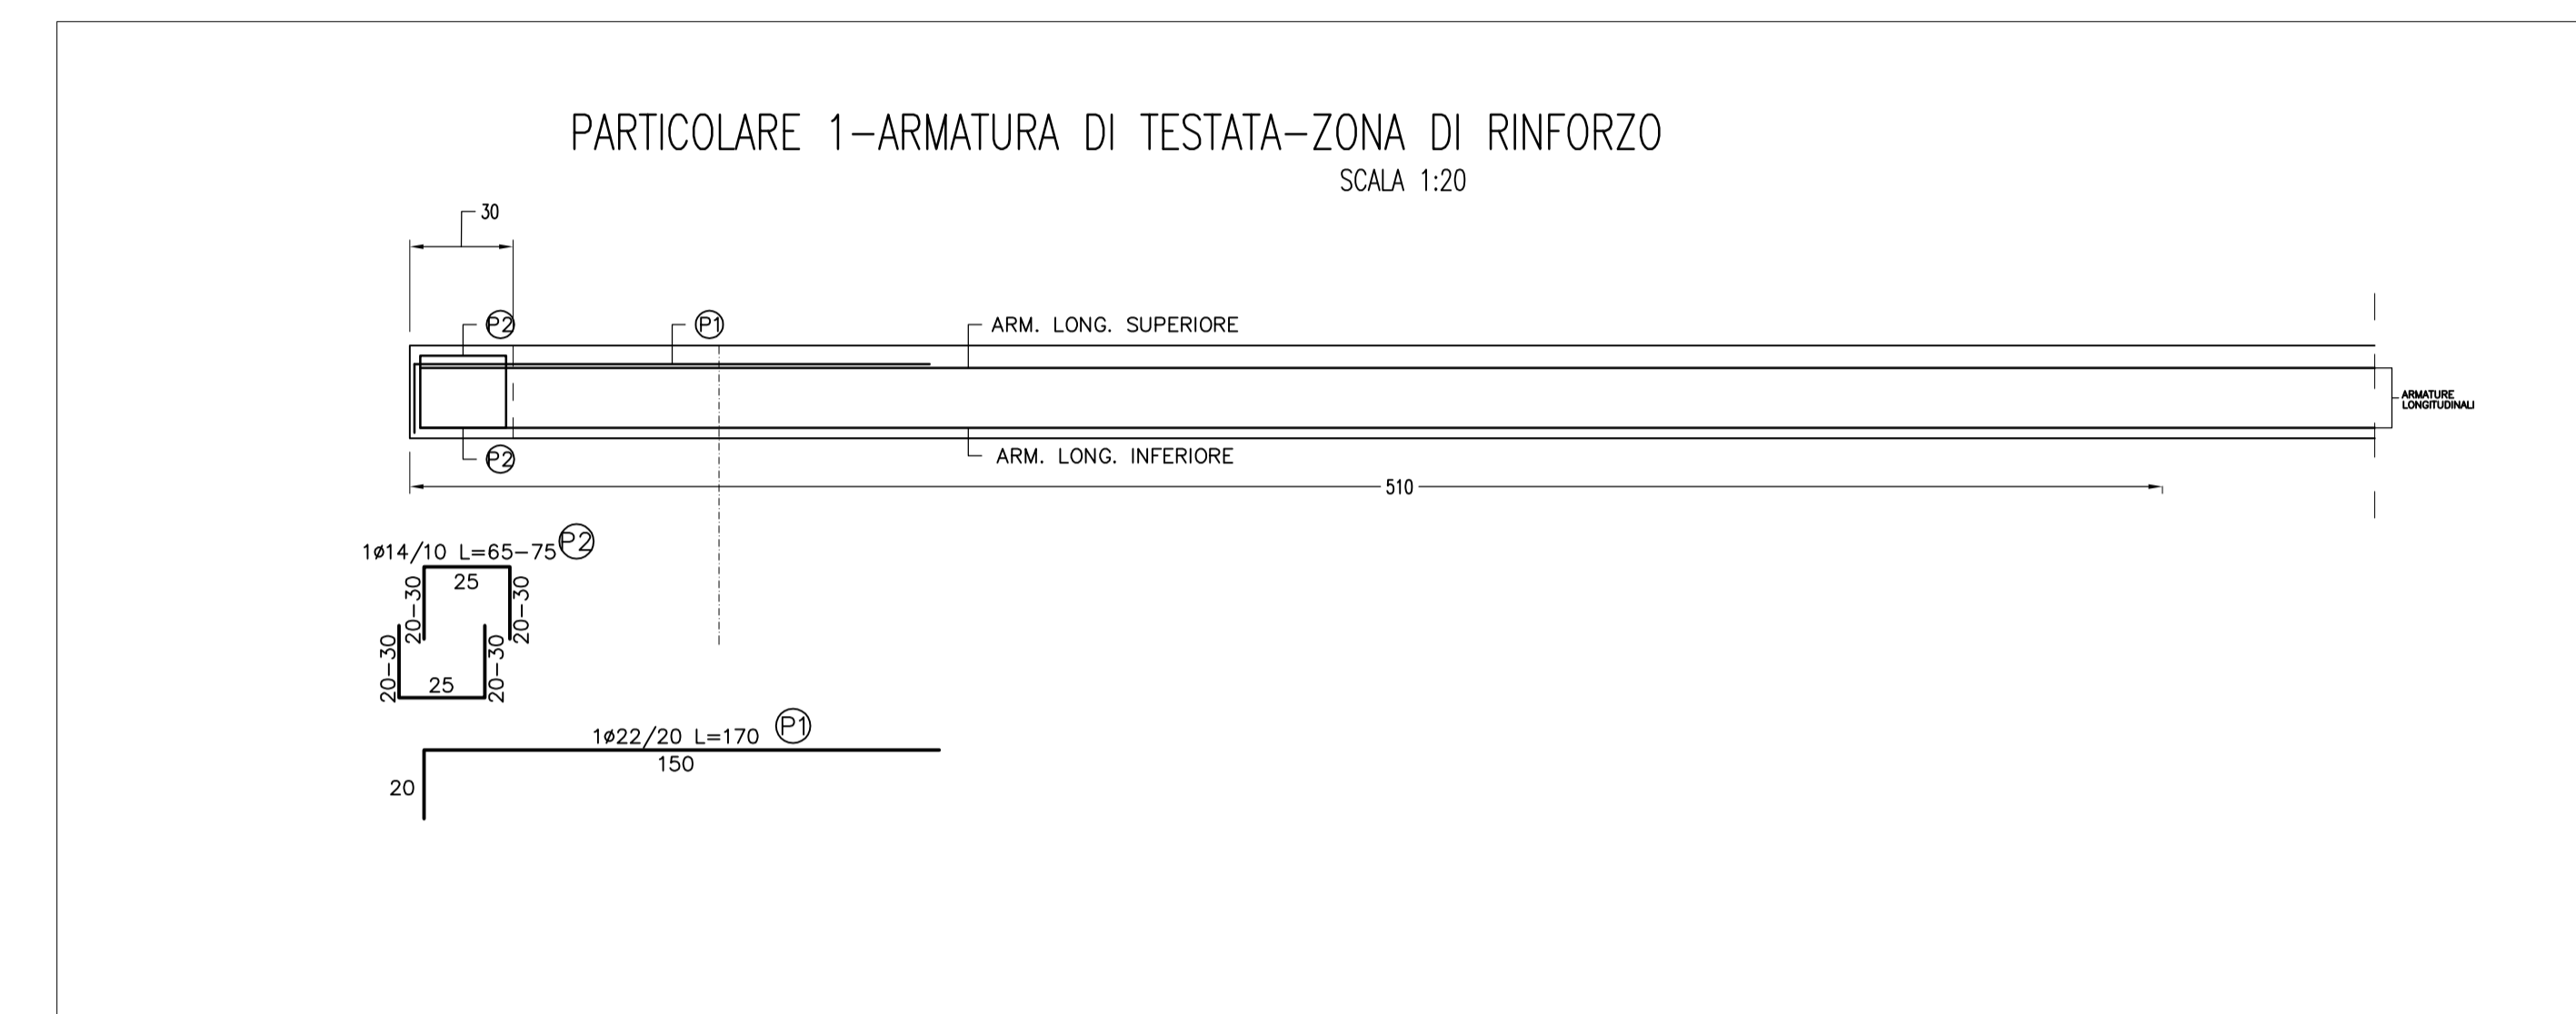 PARTICOLARE 1-ARMATURA DI TESTATA-ZONA DI RINFORZO
SCALA 1:20
30
P2
P1
ARM. LONG. SUPERIORE
ARMATURE
LONGITUDINALI
P2
ARM. LONG. INFERIORE
510
1ø14/10 L=65-75 P2
25
20-30
20-30
20-30
20-30
25
1ø22/20 L=170 P1
150
20